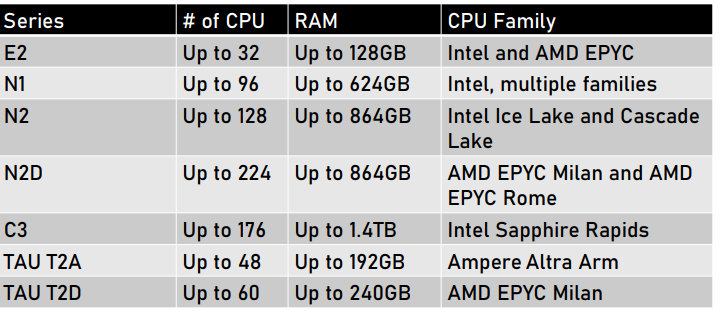 Series # of CPU RAM CPU Family
E2 Up to 32 Up to 128GB Intel and AMD EPYC
N1 Up to 96 Up to 624GB Intel, multiple families
N2 Up to 128 Up to 864GB Intel Ice Lake and Cascade
Lake
N2D Up to 224 Up to 864GB AMD EPYC Milan and AMD
EPYC Rome
C3 Up to 176 Up to 1.4TB Intel Sapphire Rapids
TAU T2A Up to 48 Up to 192GB Ampere Altra Arm
TAU T2D Up to 60 Up to 240GB AMD EPYC Milan